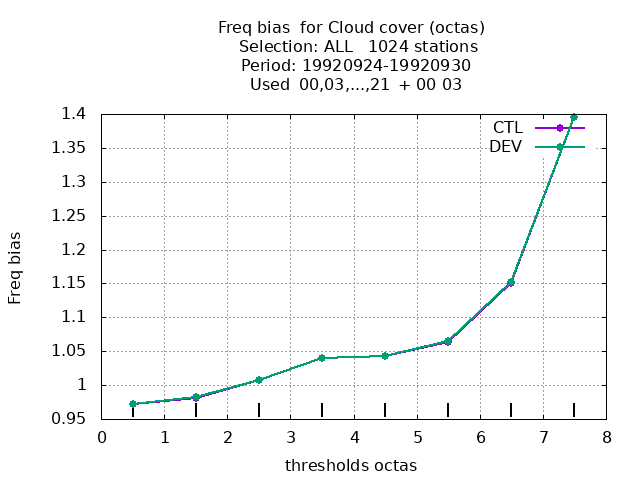 Freq bias  for Cloud cover (octas)
Selection: ALL   1024 stations
Period: 19920924-19920930
Used  00,03,...,21  + 00 03
CTL
DEV
1.4
1.35
1.3
1.25
1.2
1.15
1.1
1.05
1
0.95
Freq bias
0 1 2 3 4 5 6 7 8
thresholds octas